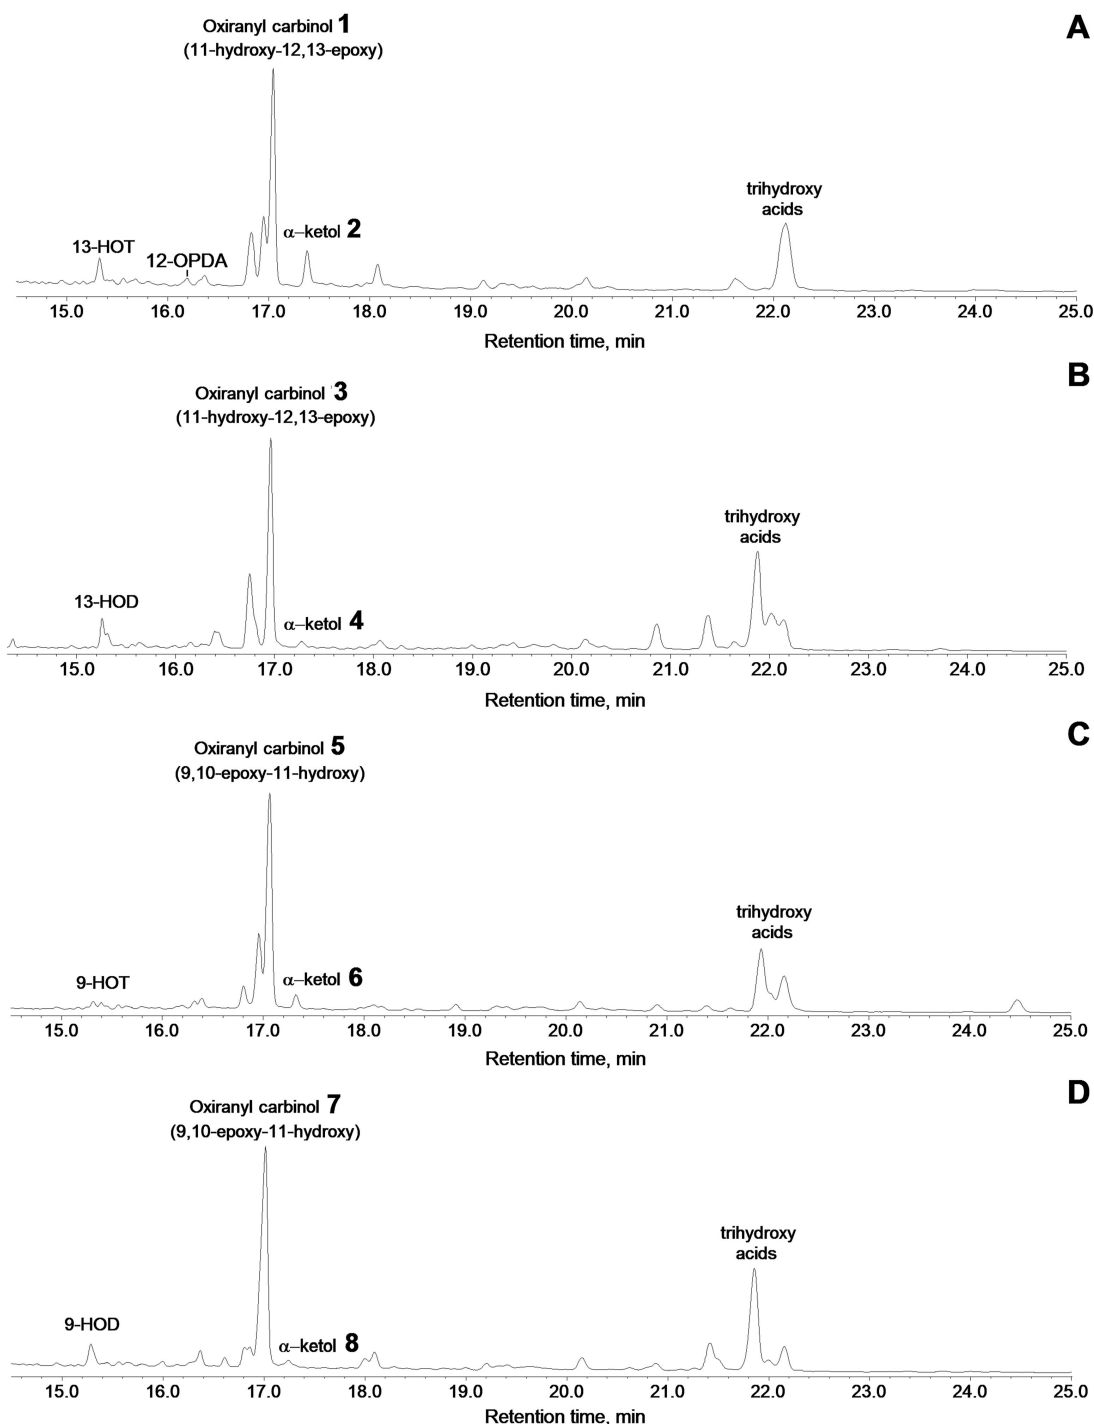 Oxiranyl carbinol 1
(11-hydroxy-12,13-epoxy)
A
trihydroxy
acids
α–ketol 2
13-HOT
12-OPDA
15.0 16.0 17.0 18.0 19.0 20.0 21.0 22.0 23.0 24.0 25.0
Retention time, min
B
Oxiranyl carbinol 3
(11-hydroxy-12,13-epoxy)
trihydroxy
acids
13-HOD
α–ketol 4
15.0 16.0 17.0 18.0 19.0 20.0 21.0 22.0 23.0 24.0 25.0
Retention time, min
C
Oxiranyl carbinol 5
(9,10-epoxy-11-hydroxy)
trihydroxy
acids
9-HOT
α–ketol 6
15.0 16.0 17.0 18.0 19.0 20.0 21.0 22.0 23.0 24.0 25.0
Retention time, min
D
Oxiranyl carbinol 7
(9,10-epoxy-11-hydroxy)
trihydroxy
acids
9-HOD
α–ketol 8
15.0 16.0 17.0 18.0 19.0 20.0 21.0 22.0 23.0 24.0 25.0
Retention time, min